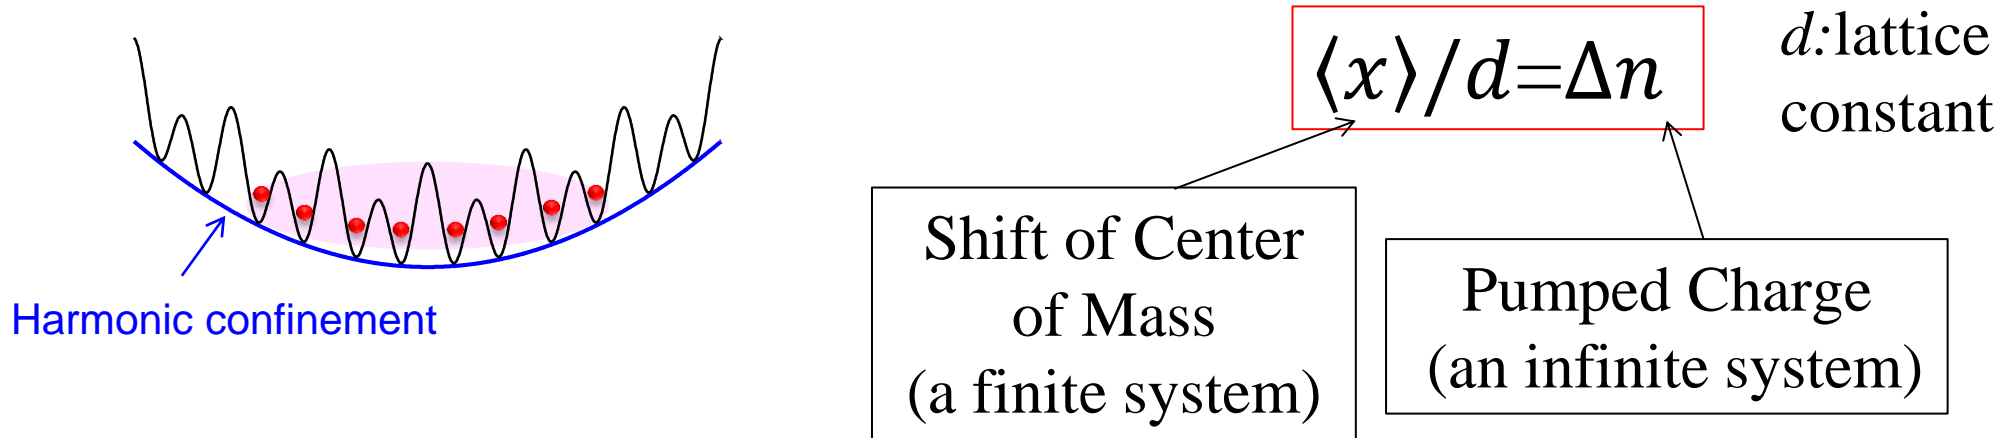 ⟨x⟩/d=Δn
d:lattice
constant
Shift of Center
of Mass
(a finite system)
Pumped Charge
(an infinite system)
Harmonic confinement